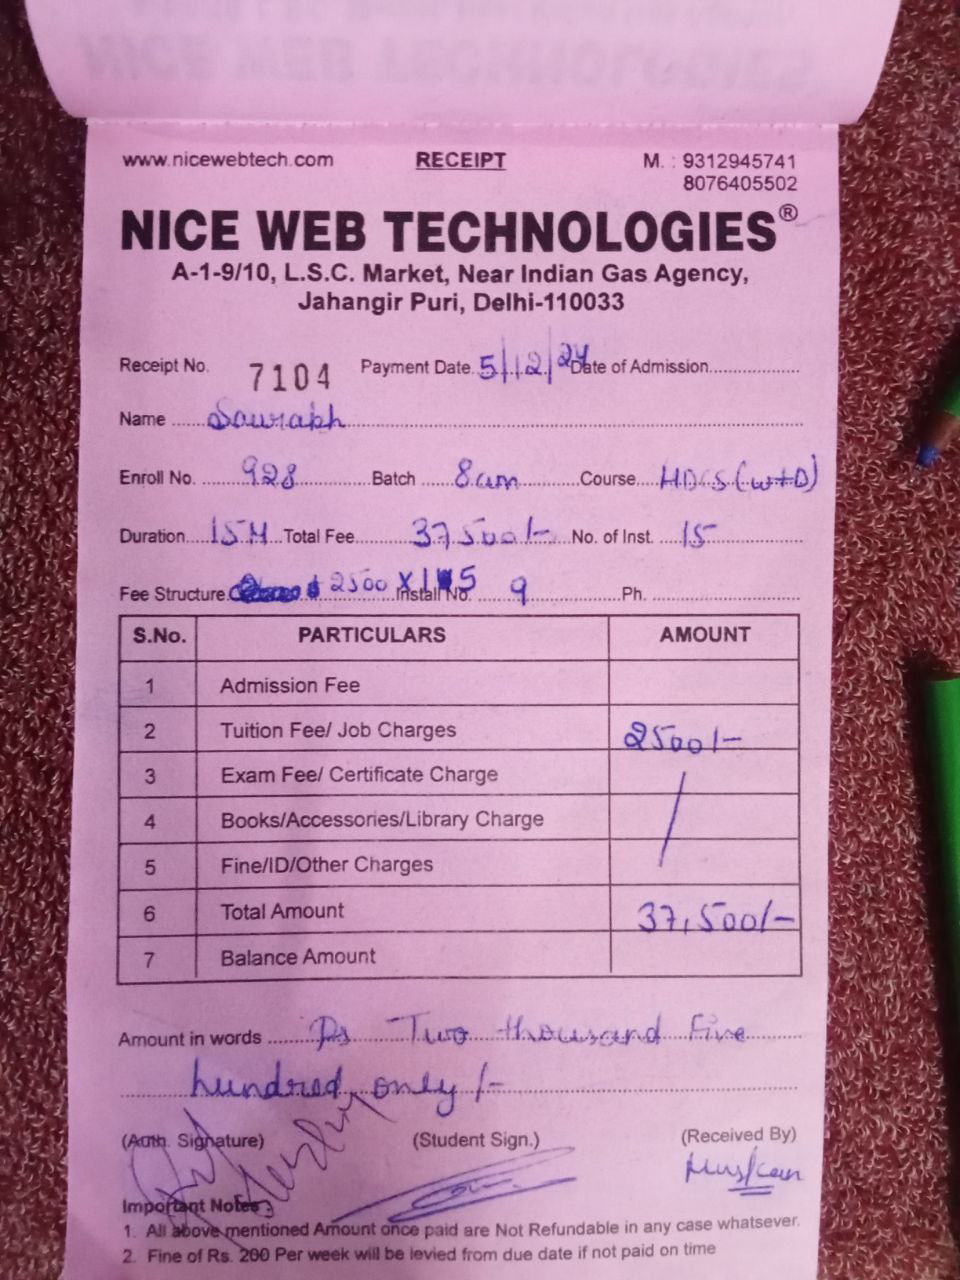 www.nicewebtech.com RECEIPT M. : 9312945741
8076405502
NICE WEB TECHNOLOGIES®
A-1-9/10, L.S.C. Market, Near Indian Gas Agency,
Jahangir Puri, Delhi-110033
Receipt No. 7104 Payment Date 5/12/24 Date of Admission
Name Saurabh
Enroll No. 928 Batch 8am Course HDCS (W+D)
Duration 15M Total Fee 37500/- No. of Inst. 15
Fee Structure 2500 X 15 Install No. 9 Ph.
S.No. PARTICULARS AMOUNT
1 Admission Fee
2 Tuition Fee/ Job Charges 2500/-
3 Exam Fee/ Certificate Charge
4 Books/Accessories/Library Charge
5 Fine/ID/Other Charges
6 Total Amount 37,500/-
7 Balance Amount
Amount in words Rs Two thousand Five
hundred only/-
(Auth. Signature) (Student Sign.) (Received By)
Muskan
Important Notes
1. All above mentioned Amount once paid are Not Refundable in any case whatsever.
2. Fine of Rs. 200 Per week will be levied from due date if not paid on time